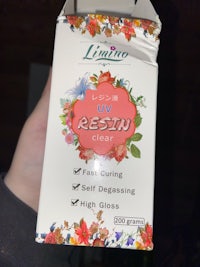 Limino
レジン液
UV
RESIN
clear
Fast Curing
Self Degassing
High Gloss
200 grams